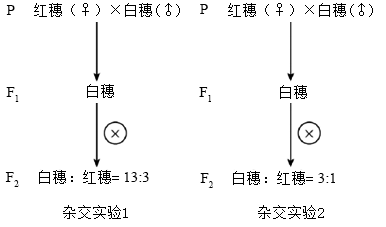 P 红穗（♀）×白穗(♂) P 红穗（♀）×白穗(♂)
F₁ 白穗 F₁ 白穗
F₂ 白穗：红穗= 13:3 F₂ 白穗：红穗= 3:1
杂交实验1 杂交实验2